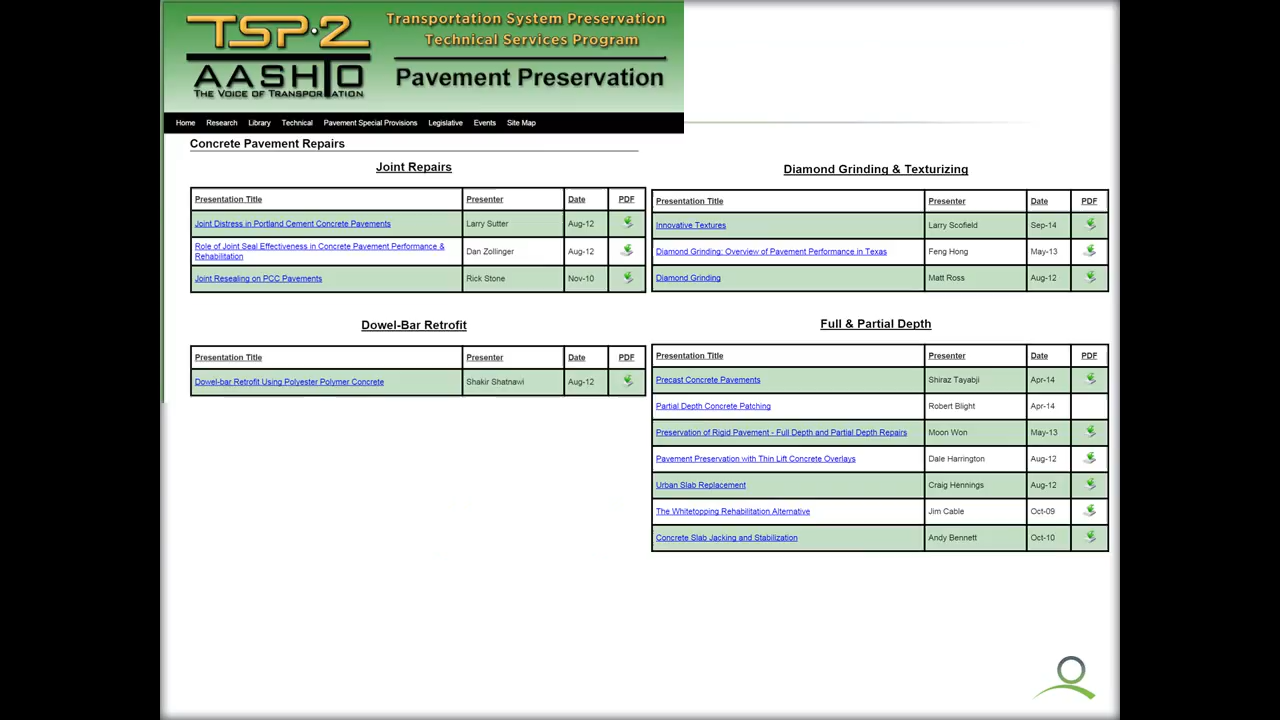 TSP·2
AASHTO
THE VOICE OF TRANSPORTATION
Transportation System Preservation
Technical Services Program
Pavement Preservation
Home Research Library Technical Pavement Special Provisions Legislative Events Site Map
Concrete Pavement Repairs
Joint Repairs
Presentation Title Presenter Date PDF
Joint Distress in Portland Cement Concrete Pavements Larry Sutter Aug-12
Role of Joint Seal Effectiveness in Concrete Pavement Performance &
Rehabilitation Dan Zollinger Aug-12
Joint Resealing on PCC Pavements Rick Stone Nov-10
Dowel-Bar Retrofit
Presentation Title Presenter Date PDF
Dowel-bar Retrofit Using Polyester Polymer Concrete Shakir Shatnawi Aug-12
Diamond Grinding & Texturizing
Presentation Title Presenter Date PDF
Innovative Textures Larry Scofield Sep-14
Diamond Grinding: Overview of Pavement Performance in Texas Feng Hong May-13
Diamond Grinding Matt Ross Aug-12
Full & Partial Depth
Presentation Title Presenter Date PDF
Precast Concrete Pavements Shiraz Tayabji Apr-14
Partial Depth Concrete Patching Robert Blight Apr-14
Preservation of Rigid Pavement - Full Depth and Partial Depth Repairs Moon Won May-13
Pavement Preservation with Thin Lift Concrete Overlays Dale Harrington Aug-12
Urban Slab Replacement Craig Hennings Aug-12
The Whitetopping Rehabilitation Alternative Jim Cable Oct-09
Concrete Slab Jacking and Stabilization Andy Bennett Oct-10